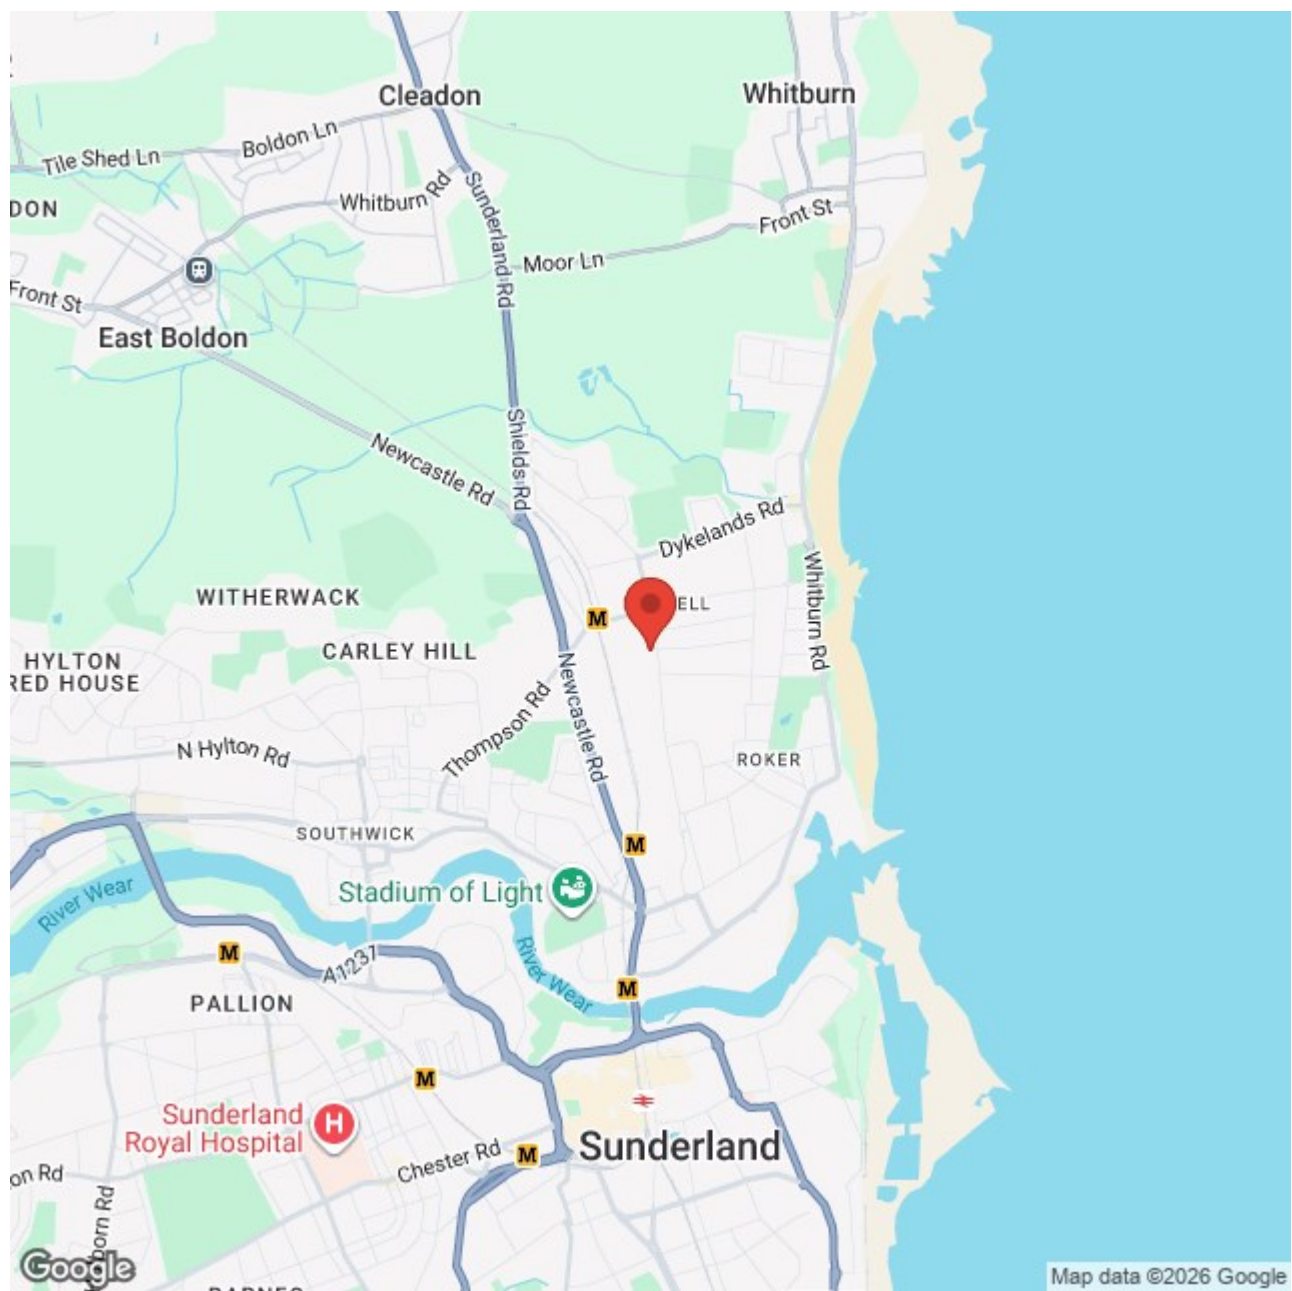 Cleadon
Whitburn
Boldon Ln
Tile Shed Ln
Whitburn Rd
DON
Sunderland Rd
Front St
Moor Ln
Front St
East Boldon
Shields Rd
Newcastle Rd
Dykelands Rd
Whitburn Rd
WITHERWACK
ELL
M
CARLEY HILL
HYLTON
RED HOUSE
Newcastle Rd
Thompson Rd
N Hylton Rd
ROKER
SOUTHWICK
M
Stadium of Light
River Wear
River Wear
M
A1231
M
PALLION
M
Sunderland
Royal Hospital
H
Sunderland
Chester Rd
M
on Rd
born Rd
Google
Map data ©2026 Google